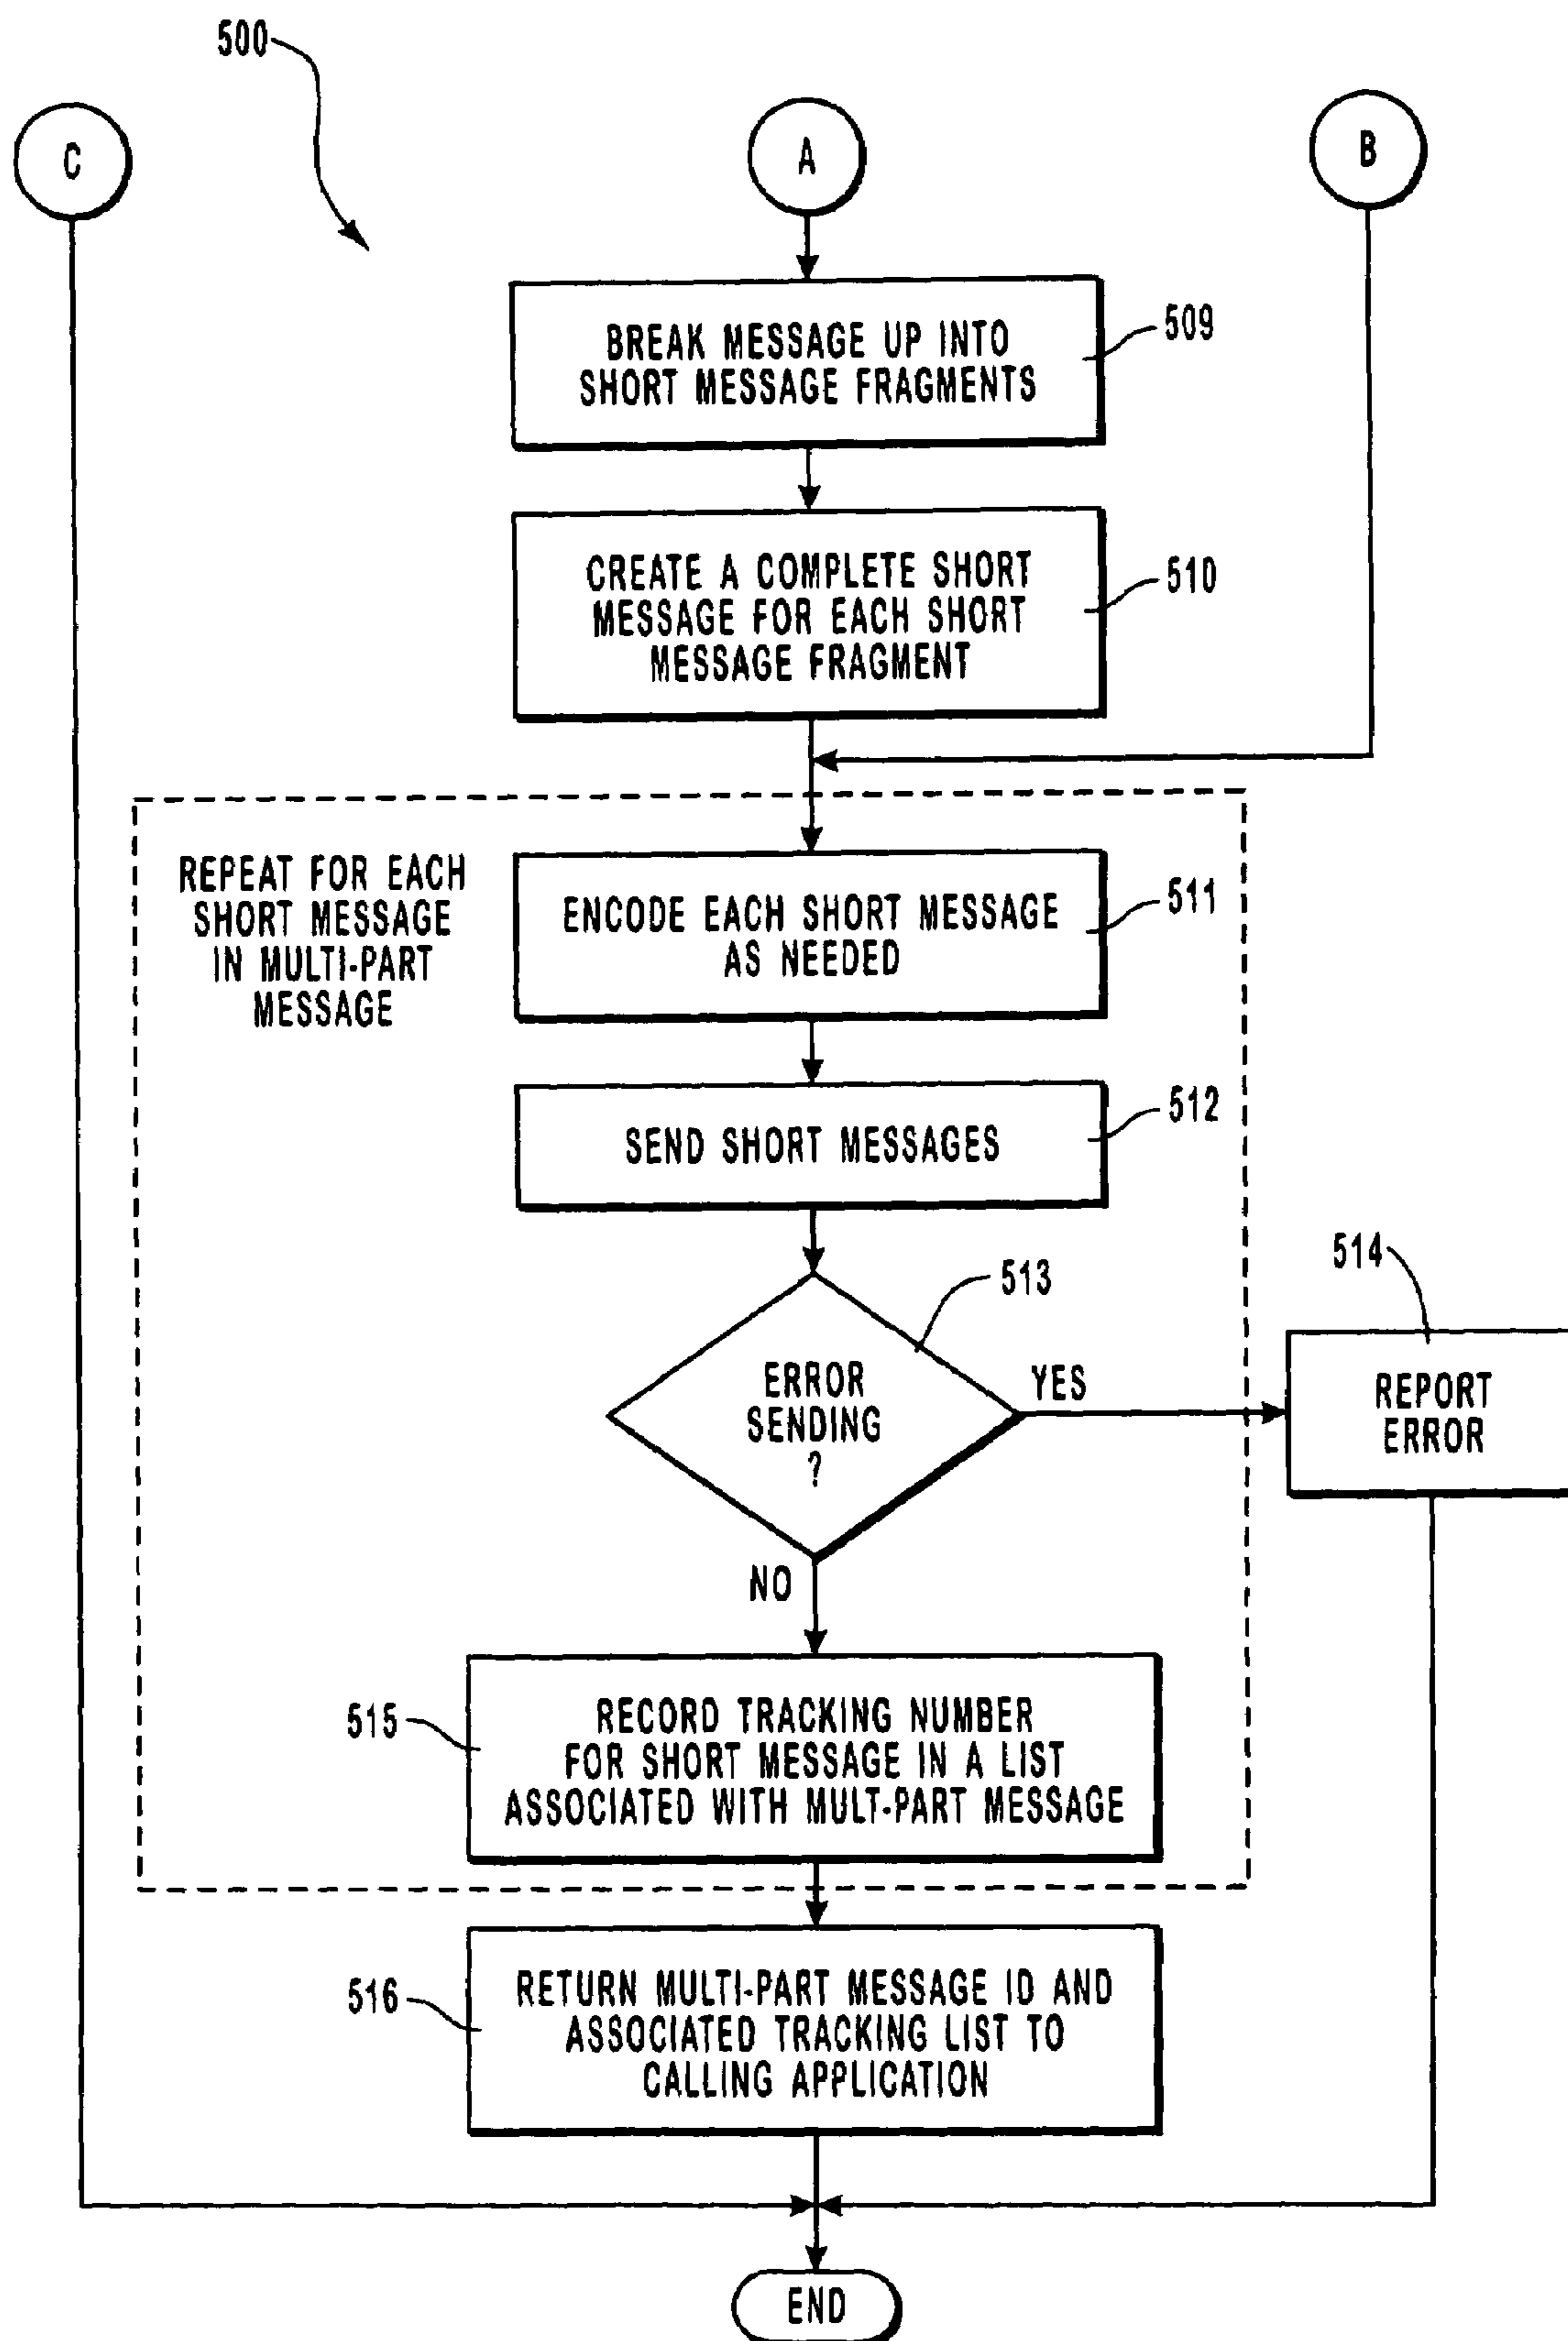 500
C
A
B
BREAK MESSAGE UP INTO
SHORT MESSAGE FRAGMENTS
509
CREATE A COMPLETE SHORT
MESSAGE FOR EACH SHORT
MESSAGE FRAGMENT
510
REPEAT FOR EACH
SHORT MESSAGE
IN MULTI-PART
MESSAGE
ENCODE EACH SHORT MESSAGE
AS NEEDED
511
SEND SHORT MESSAGES
512
513
ERROR
SENDING
?
YES
NO
514
REPORT
ERROR
515
RECORD TRACKING NUMBER
FOR SHORT MESSAGE IN A LIST
ASSOCIATED WITH MULT-PART MESSAGE
516
RETURN MULTI-PART MESSAGE ID AND
ASSOCIATED TRACKING LIST TO
CALLING APPLICATION
END